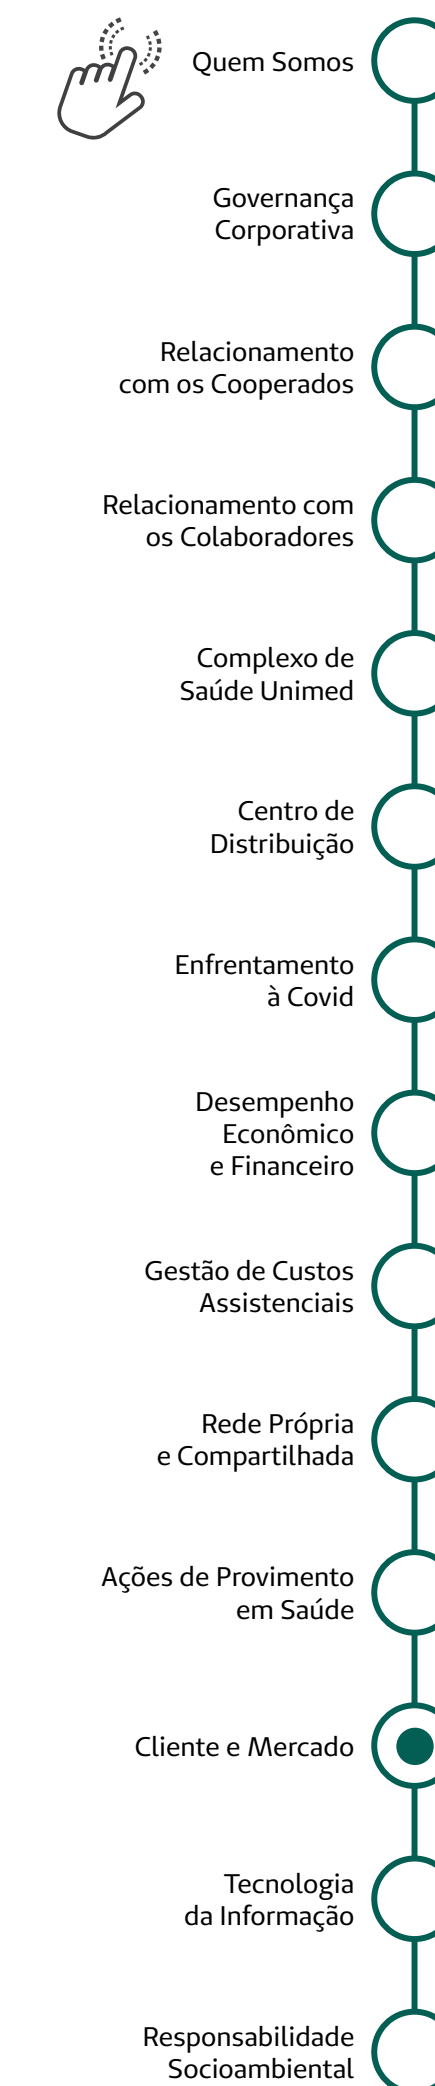 Quem Somos
Governança
Corporativa
Relacionamento
com os Cooperados
Relacionamento com
os Colaboradores
Complexo de
Saúde Unimed
Centro de
Distribuição
Enfrentamento
à Covid
Desempenho
Econômico
e Financeiro
Gestão de Custos
Assistenciais
Rede Própria
e Compartilhada
Ações de Provimento
em Saúde
Cliente e Mercado
Tecnologia
da Informação
Responsabilidade
Socioambiental